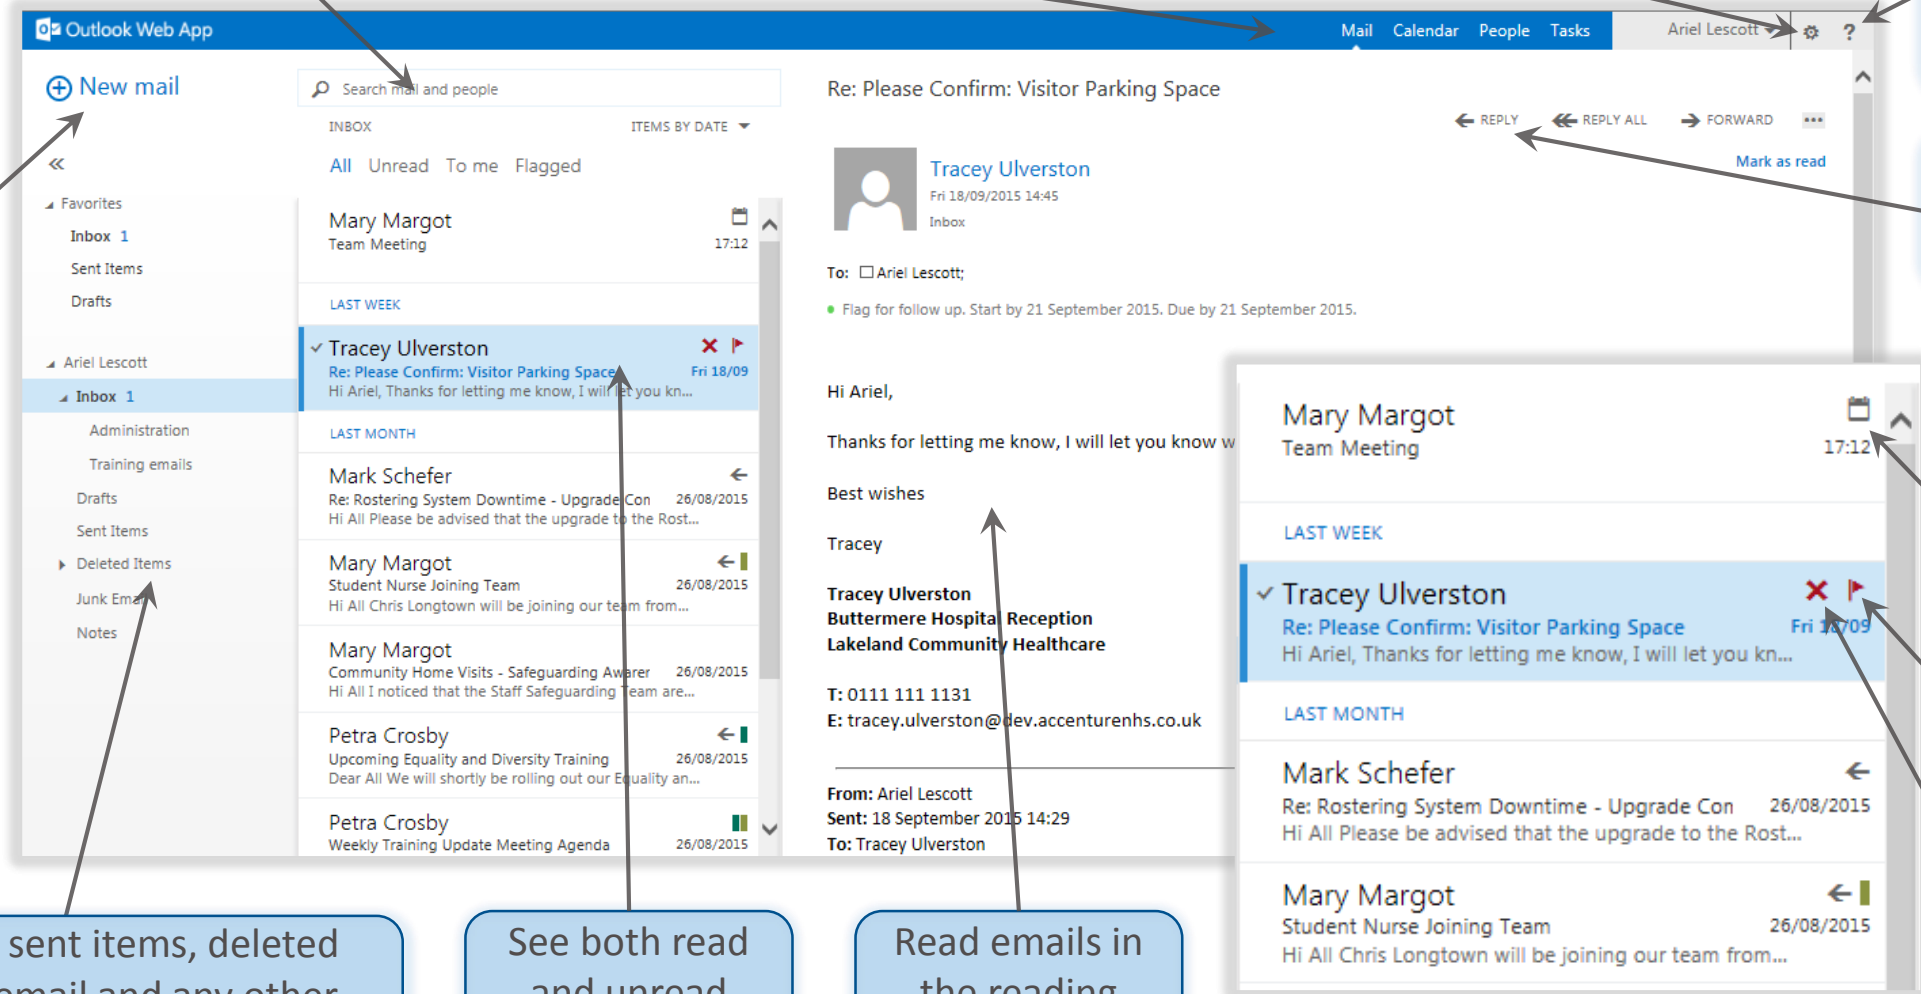 Outlook Web App
Mail Calendar People Tasks
Ariel Lescott
?
New mail
Search mail and people
INBOX
ITEMS BY DATE
All Unread To me Flagged
Favorites
Inbox 1
Sent Items
Drafts
Ariel Lescott
Inbox 1
Administration
Training emails
Drafts
Sent Items
Deleted Items
Junk Email
Notes
Mary Margot
Team Meeting 17:12
LAST WEEK
Tracey Ulverston
Re: Please Confirm: Visitor Parking Space Fri 18/09
Hi Ariel, Thanks for letting me know, I will let you kn...
LAST MONTH
Mark Schefer
Re: Rostering System Downtime - Upgrade Con 26/08/2015
Hi All Please be advised that the upgrade to the Rost...
Mary Margot
Student Nurse Joining Team 26/08/2015
Hi All Chris Longtown will be joining our team from...
Mary Margot
Community Home Visits - Safeguarding Awarer 26/08/2015
Hi All I noticed that the Staff Safeguarding Team are...
Petra Crosby
Upcoming Equality and Diversity Training 26/08/2015
Dear All We will shortly be rolling out our Equality an...
Petra Crosby
Weekly Training Update Meeting Agenda 26/08/2015
Re: Please Confirm: Visitor Parking Space
REPLY REPLY ALL FORWARD
Mark as read
Tracey Ulverston
Fri 18/09/2015 14:45
Inbox
To: Ariel Lescott;
Flag for follow up. Start by 21 September 2015. Due by 21 September 2015.
Hi Ariel,
Thanks for letting me know, I will let you know w
Best wishes
Tracey
Tracey Ulverston
Buttermere Hospital Reception
Lakeland Community Healthcare
T: 0111 111 1131
E: tracey.ulverston@dev.accenturenhs.co.uk
From: Ariel Lescott
Sent: 18 September 2015 14:29
To: Tracey Ulverston
Mary Margot
Team Meeting 17:12
LAST WEEK
Tracey Ulverston
Re: Please Confirm: Visitor Parking Space Fri 18/09
Hi Ariel, Thanks for letting me know, I will let you kn...
LAST MONTH
Mark Schefer
Re: Rostering System Downtime - Upgrade Con 26/08/2015
Hi All Please be advised that the upgrade to the Rost...
Mary Margot
Student Nurse Joining Team 26/08/2015
Hi All Chris Longtown will be joining our team from...
sent items, deleted
email and any other
See both read
and unread
Read emails in
the reading